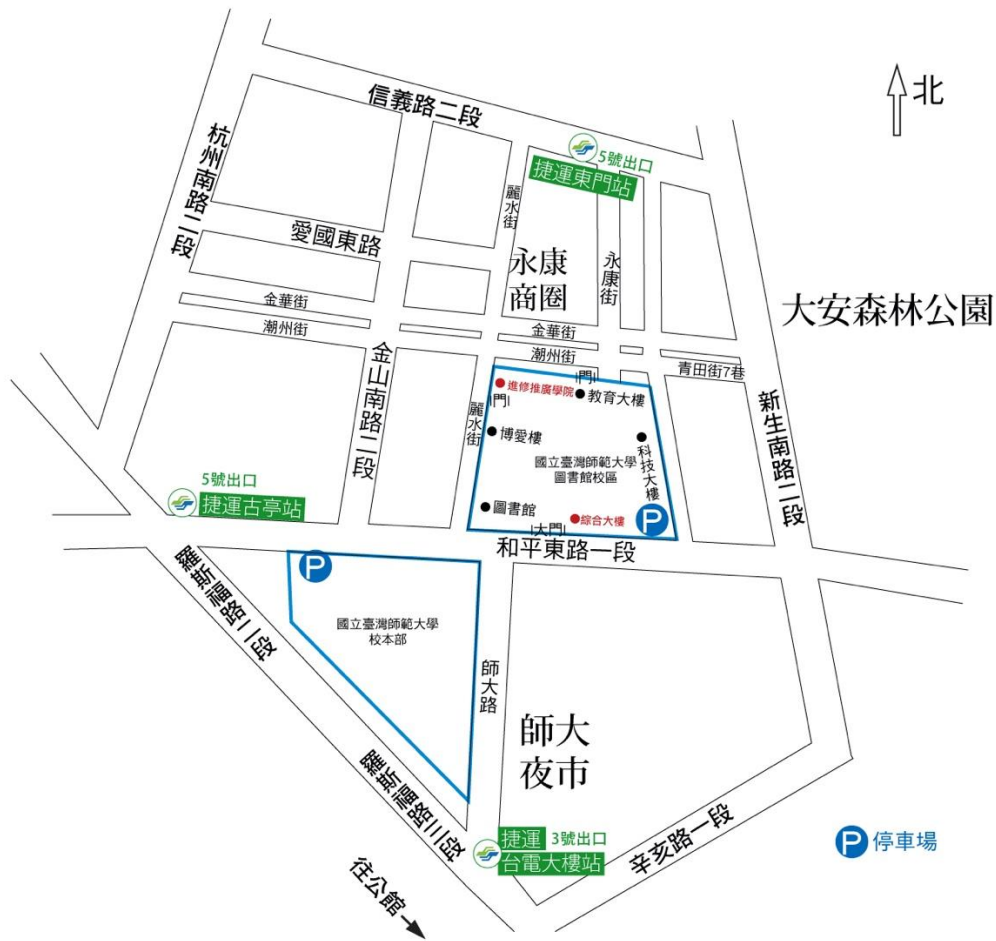 北
信義路二段
5號出口
捷運東門站
杭州南路二段
麗水街
愛國東路
永康
商圈
永康街
大安森林公園
金華街
潮州街
金華街
潮州街
青田街7巷
金山南路二段
麗水街
進修推廣學院
門
門
教育大樓
博愛樓
科技大樓
國立臺灣師範大學
圖書館校區
新生南路二段
圖書館
綜合大樓
P
大門
5號出口
捷運古亭站
和平東路一段
P
羅斯福路二段
國立臺灣師範大學
校本部
師大路
師大
夜市
羅斯福路三段
捷運 3號出口
台電大樓站
辛亥路一段
P 停車場
往公館